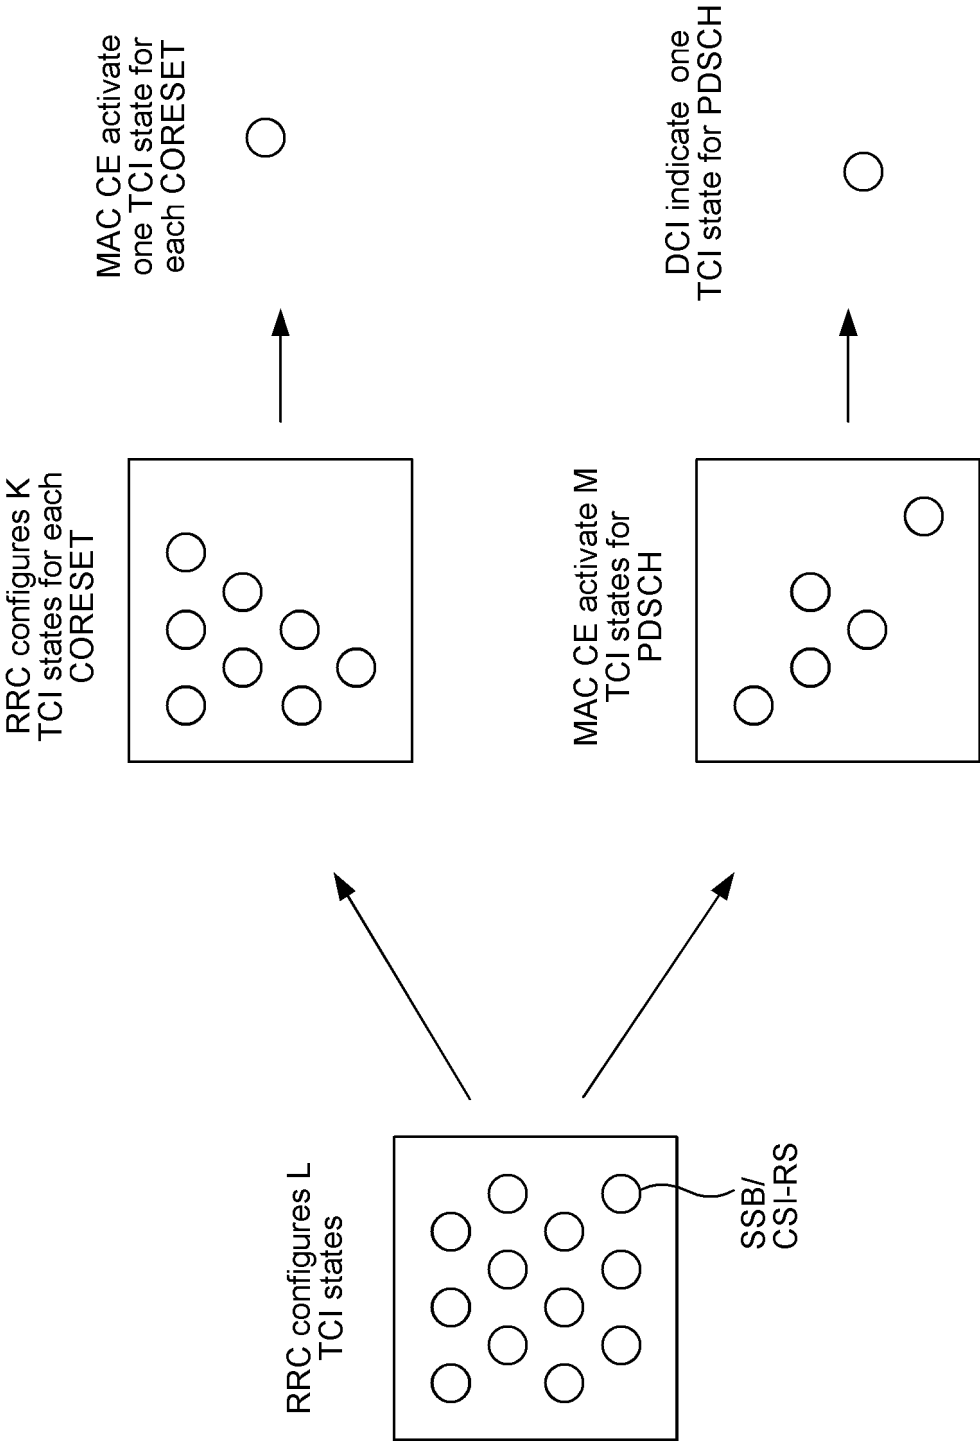 RRC configures L
TCI states
SSB/
CSI-RS
RRC configures K
TCI states for each
CORESET
MAC CE activate
one TCI state for
each CORESET
MAC CE activate M
TCI states for
PDSCH
DCI indicate one
TCI state for PDSCH